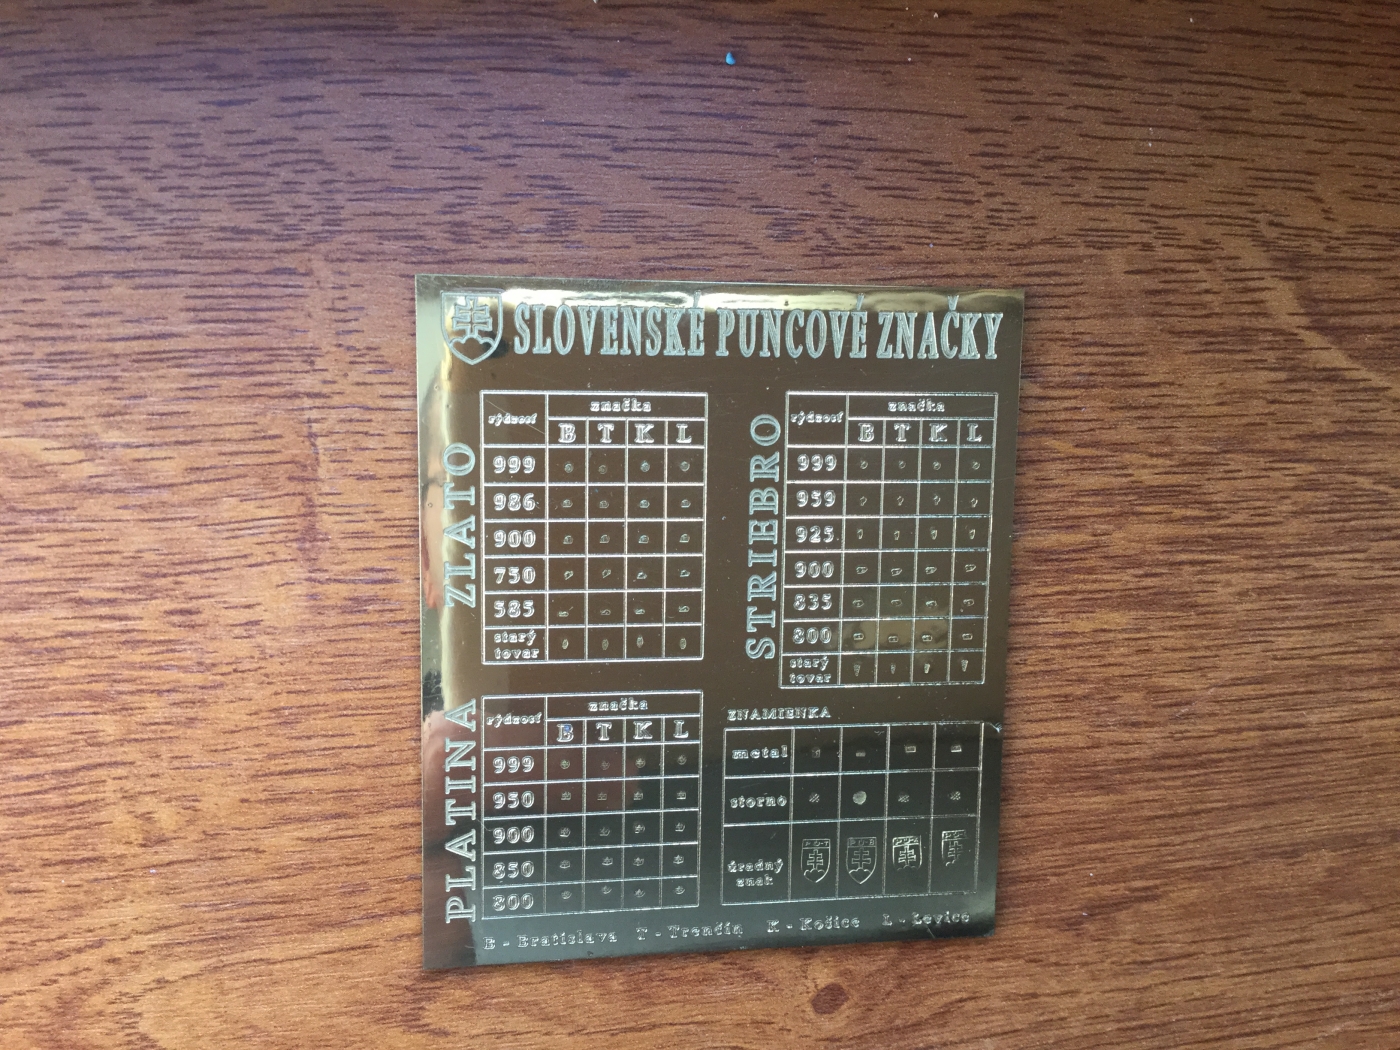 SLOVENSKÉ PUNCOVÉ ZNAČKY
ZLATO
rýdzosť značka
B T K L
999
986
900
750
585
starý
tovar
STRIEBRO
rýdzosť značka
B T K L
999
959
925
900
835
800
starý
tovar
PLATINA
rýdzosť značka
B T K L
999
950
900
850
800
ZNAMIENKA
metal
storno
úradný
znak
B - Bratislava T - Trenčín K - Košice L - Levice